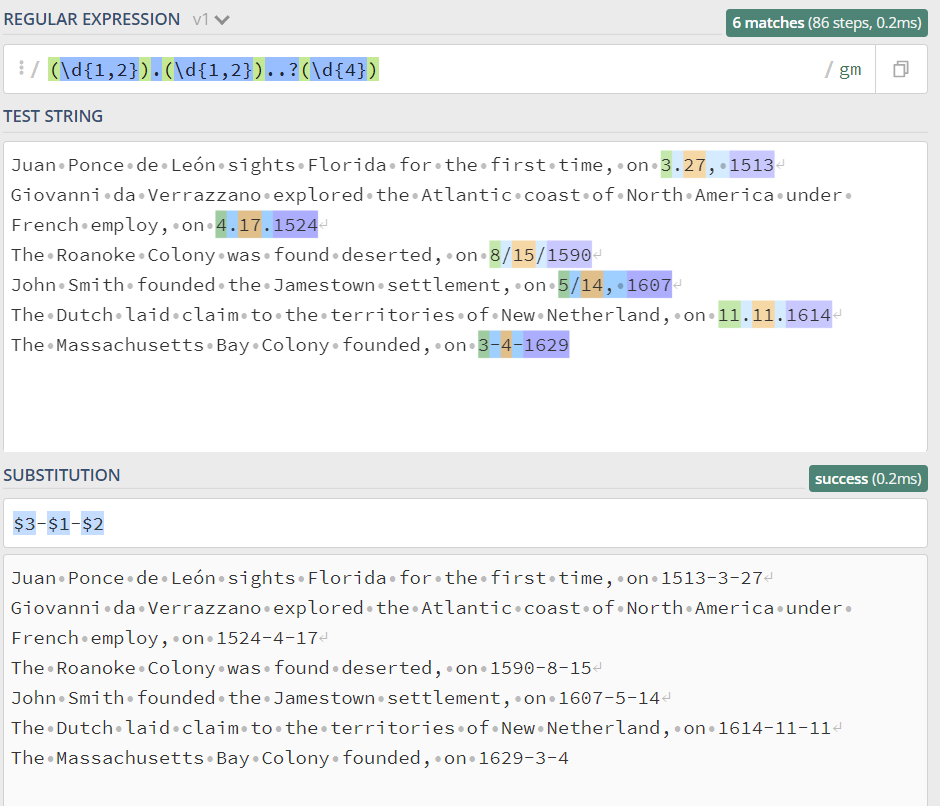 REGULAR EXPRESSION v1
6 matches (86 steps, 0.2ms)
/ (\d{1,2}).(\d{1,2})..?(\d{4}) / gm
TEST STRING
Juan Ponce de León sights Florida for the first time, on 3.27, 1513
Giovanni da Verrazzano explored the Atlantic coast of North America under
French employ, on 4.17.1524
The Roanoke Colony was found deserted, on 8/15/1590
John Smith founded the Jamestown settlement, on 5/14, 1607
The Dutch laid claim to the territories of New Netherland, on 11.11.1614
The Massachusetts Bay Colony founded, on 3-4-1629
SUBSTITUTION
success (0.2ms)
$3-$1-$2
Juan Ponce de León sights Florida for the first time, on 1513-3-27
Giovanni da Verrazzano explored the Atlantic coast of North America under
French employ, on 1524-4-17
The Roanoke Colony was found deserted, on 1590-8-15
John Smith founded the Jamestown settlement, on 1607-5-14
The Dutch laid claim to the territories of New Netherland, on 1614-11-11
The Massachusetts Bay Colony founded, on 1629-3-4